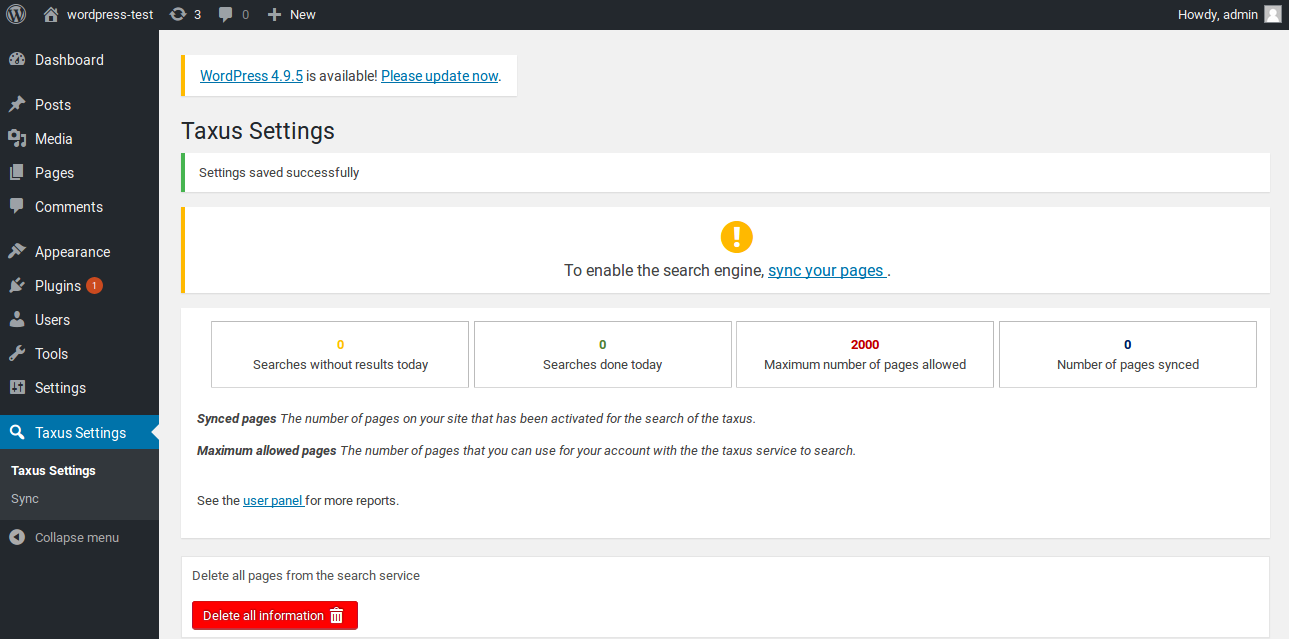 wordpress-test 3 0 New Howdy, admin
Dashboard
Posts
Media
Pages
Comments
Appearance
Plugins 1
Users
Tools
Settings
Taxus Settings
Taxus Settings
Sync
Collapse menu
WordPress 4.9.5 is available! Please update now.
Taxus Settings
Settings saved successfully
To enable the search engine, sync your pages .
0
Searches without results today
0
Searches done today
2000
Maximum number of pages allowed
0
Number of pages synced
Synced pages The number of pages on your site that has been activated for the search of the taxus.
Maximum allowed pages The number of pages that you can use for your account with the the taxus service to search.
See the user panel for more reports.
Delete all pages from the search service
Delete all information